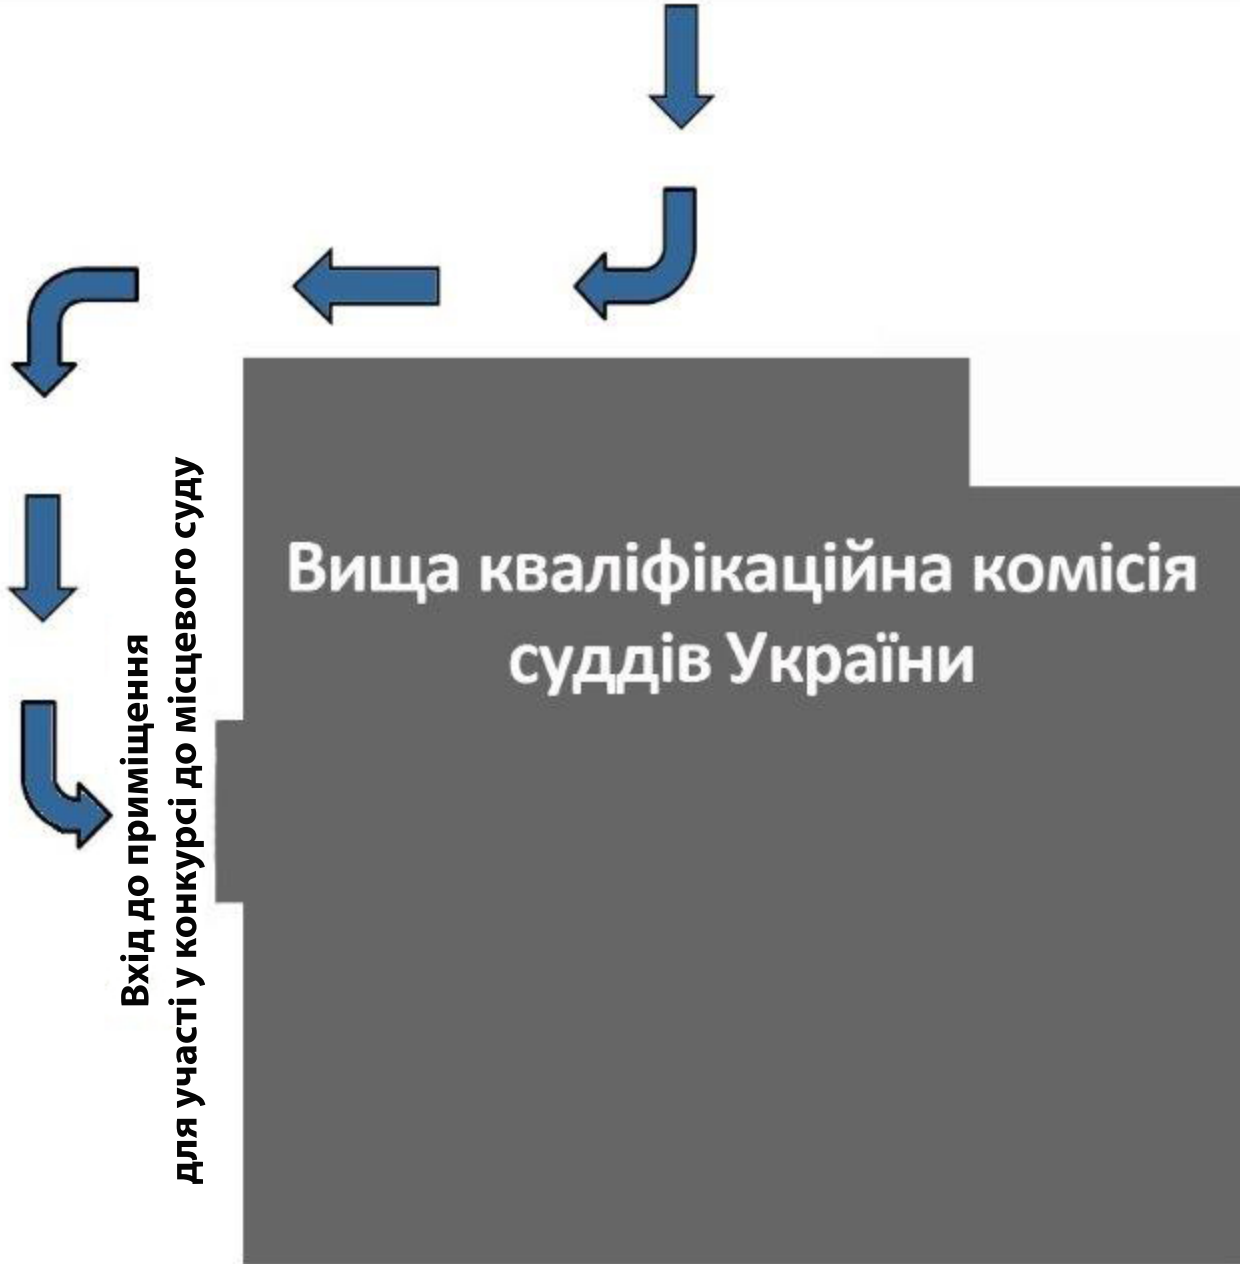 Вища кваліфікаційна комісія
суддів України
Вхід до приміщення
для участі у конкурсі до місцевого суду